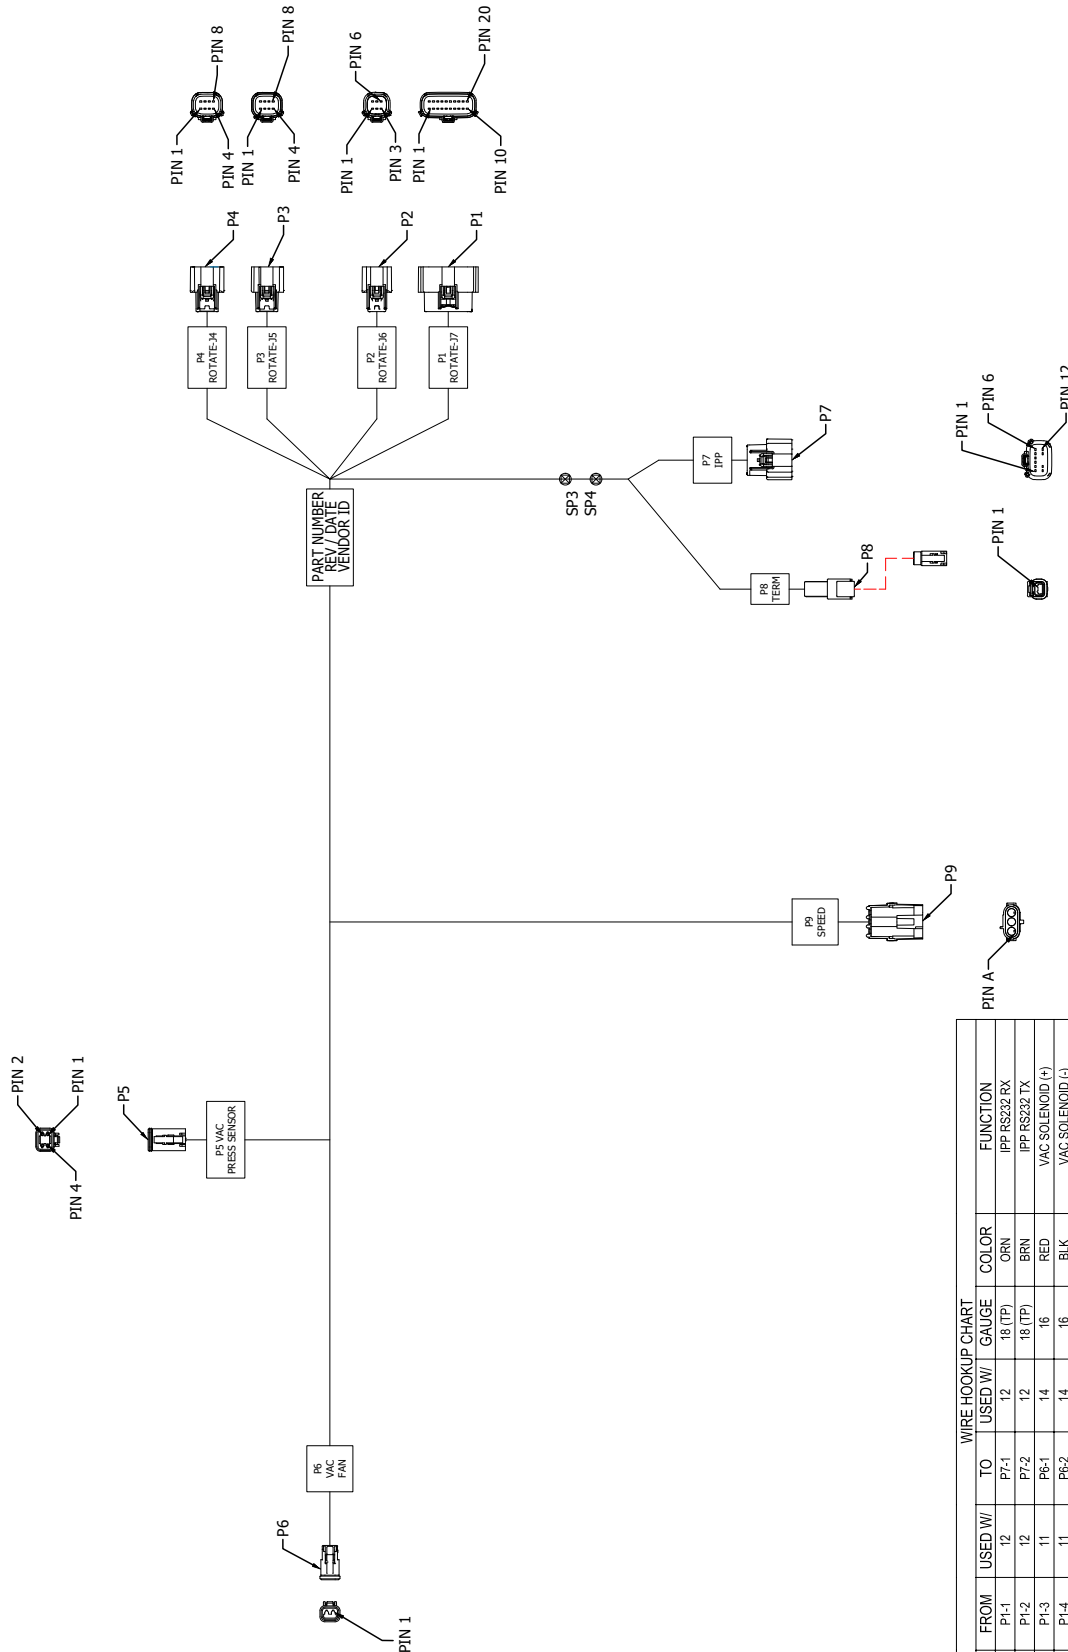 PIN 1
PIN 8
PIN 4
PIN 1
PIN 8
PIN 4
PIN 1
PIN 6
PIN 3
PIN 1
PIN 20
PIN 10
P4
P3
P2
P1
P4
ROTATE-J4
P3
ROTATE-J5
P2
ROTATE-J6
P1
ROTATE-J7
PART NUMBER
REV / DATE
VENDOR ID
SP3
SP4
P7
IPP
P7
P8
TERM
P8
PIN 1
PIN 6
PIN 12
PIN 1
P9
SPEED
P9
PIN A
PIN 2
PIN 1
PIN 4
P5
P5 VAC
PRESS SENSOR
P6
VAC
FAN
P6
PIN 1
WIRE HOOKUP CHART
FROM USED W/ TO USED W/ GAUGE COLOR FUNCTION
P1-1 12 P7-1 12 18 (TP) ORN IPP RS232 RX
P1-2 12 P7-2 12 18 (TP) BRN IPP RS232 TX
P1-3 11 P6-1 14 16 RED VAC SOLENOID (+)
P1-4 11 P6-2 14 16 BLK VAC SOLENOID (-)